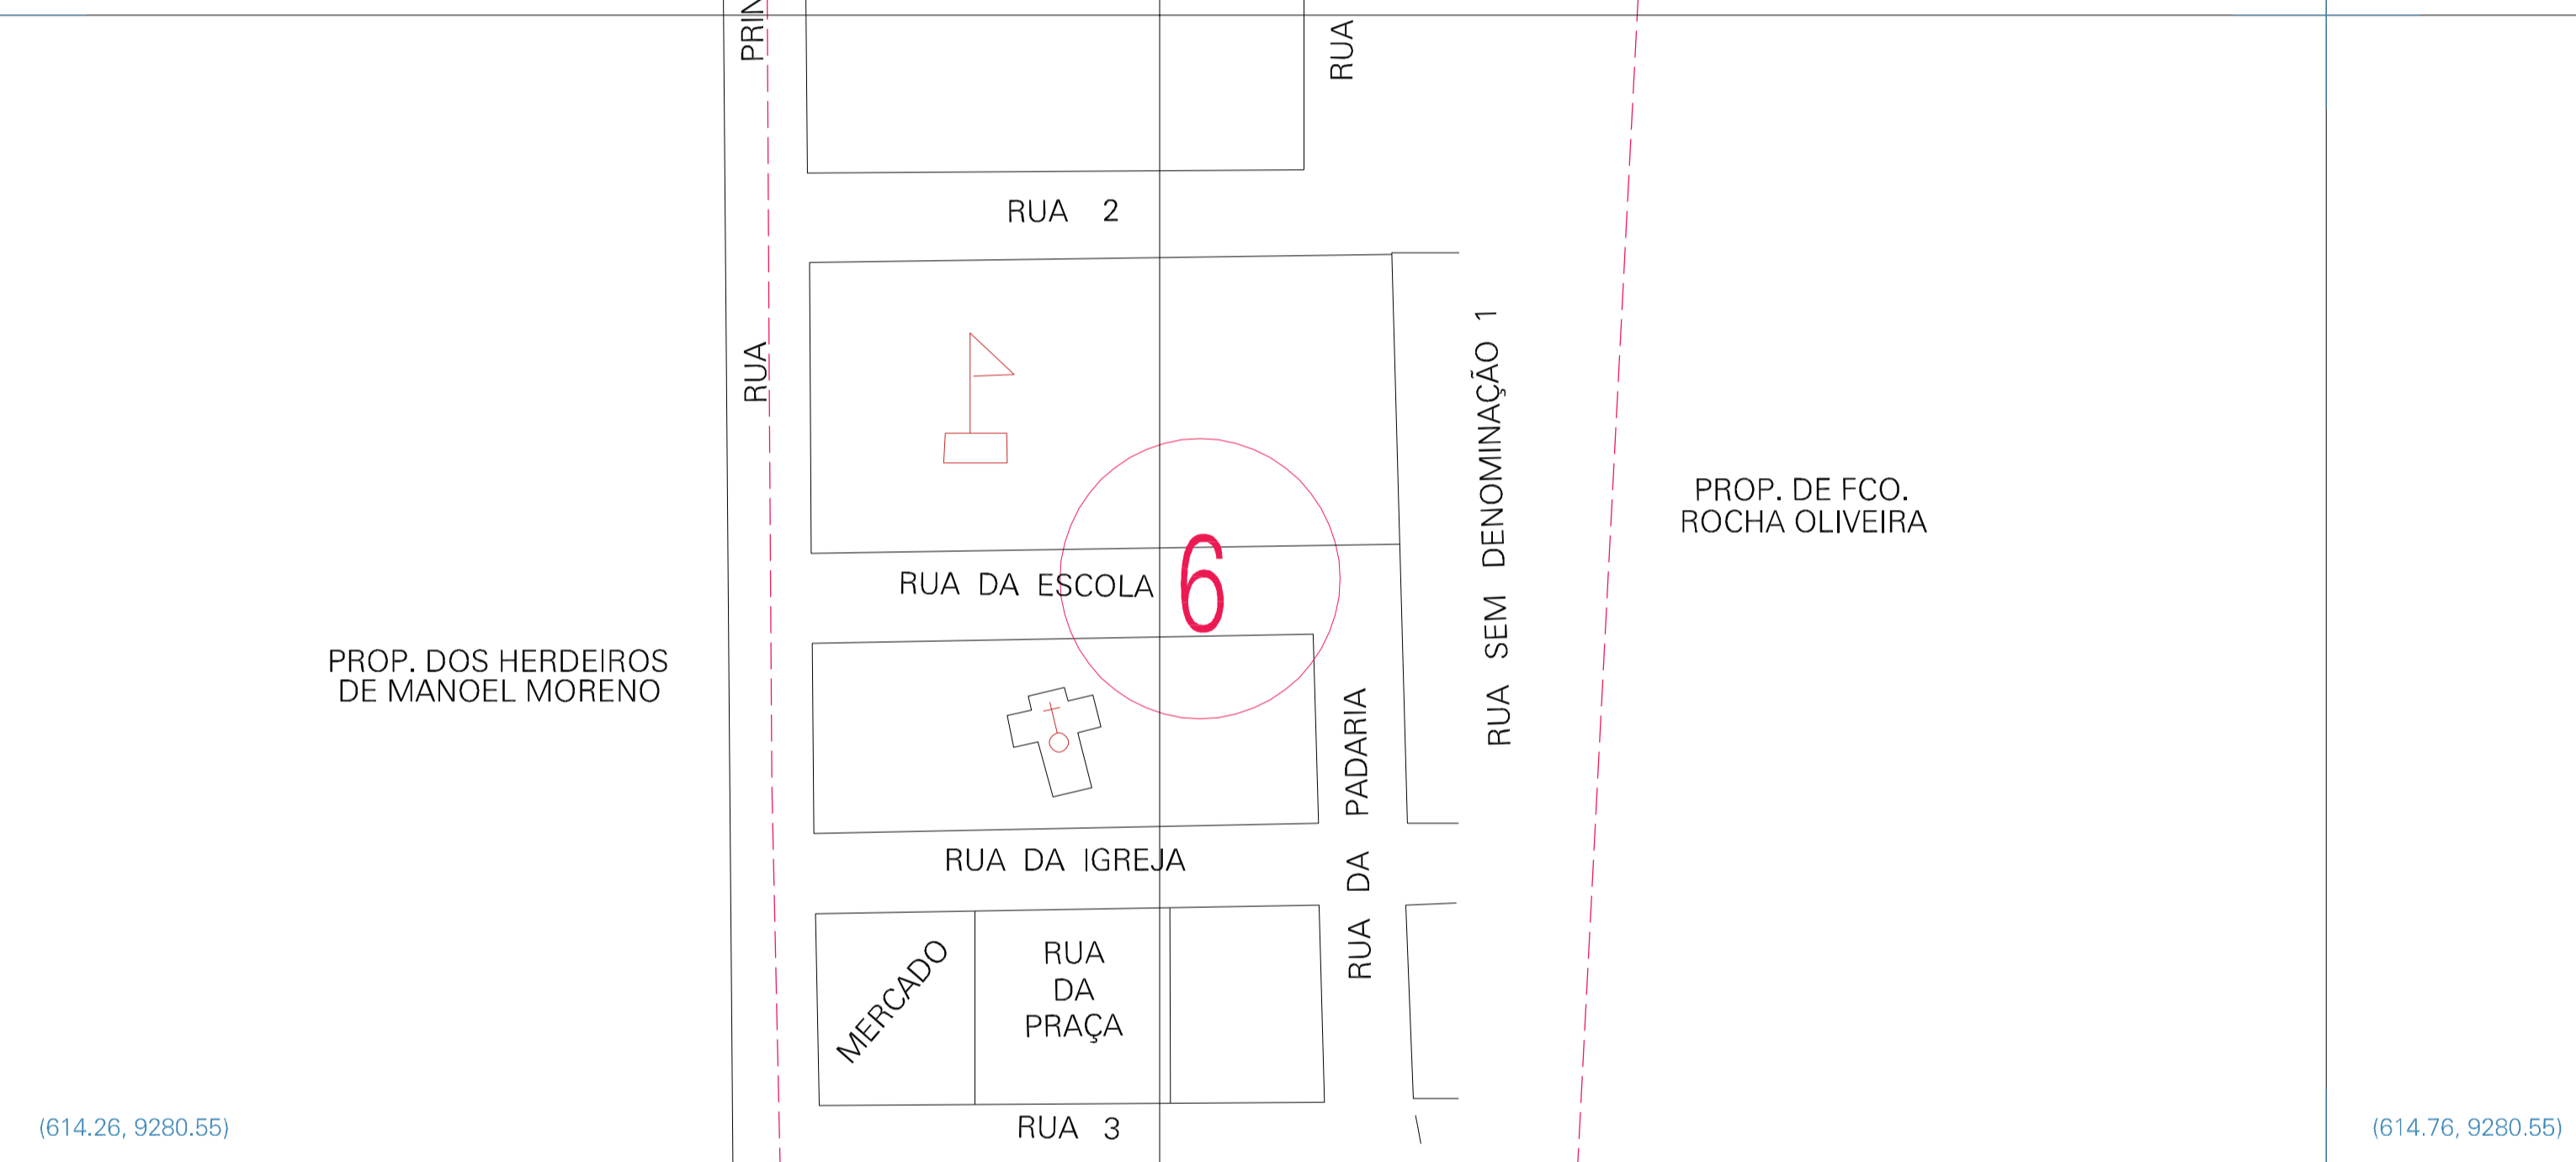 PRIN
RUA
RUA 2
RUA
RUA SEM DENOMINAÇÃO 1
PROP. DE FCO.
ROCHA OLIVEIRA
6
RUA DA ESCOLA
PROP. DOS HERDEIROS
DE MANOEL MORENO
RUA DA PADARIA
RUA DA IGREJA
MERCADO
RUA
DA
PRAÇA
(614.26, 9280.55)
RUA 3
(614.76, 9280.55)